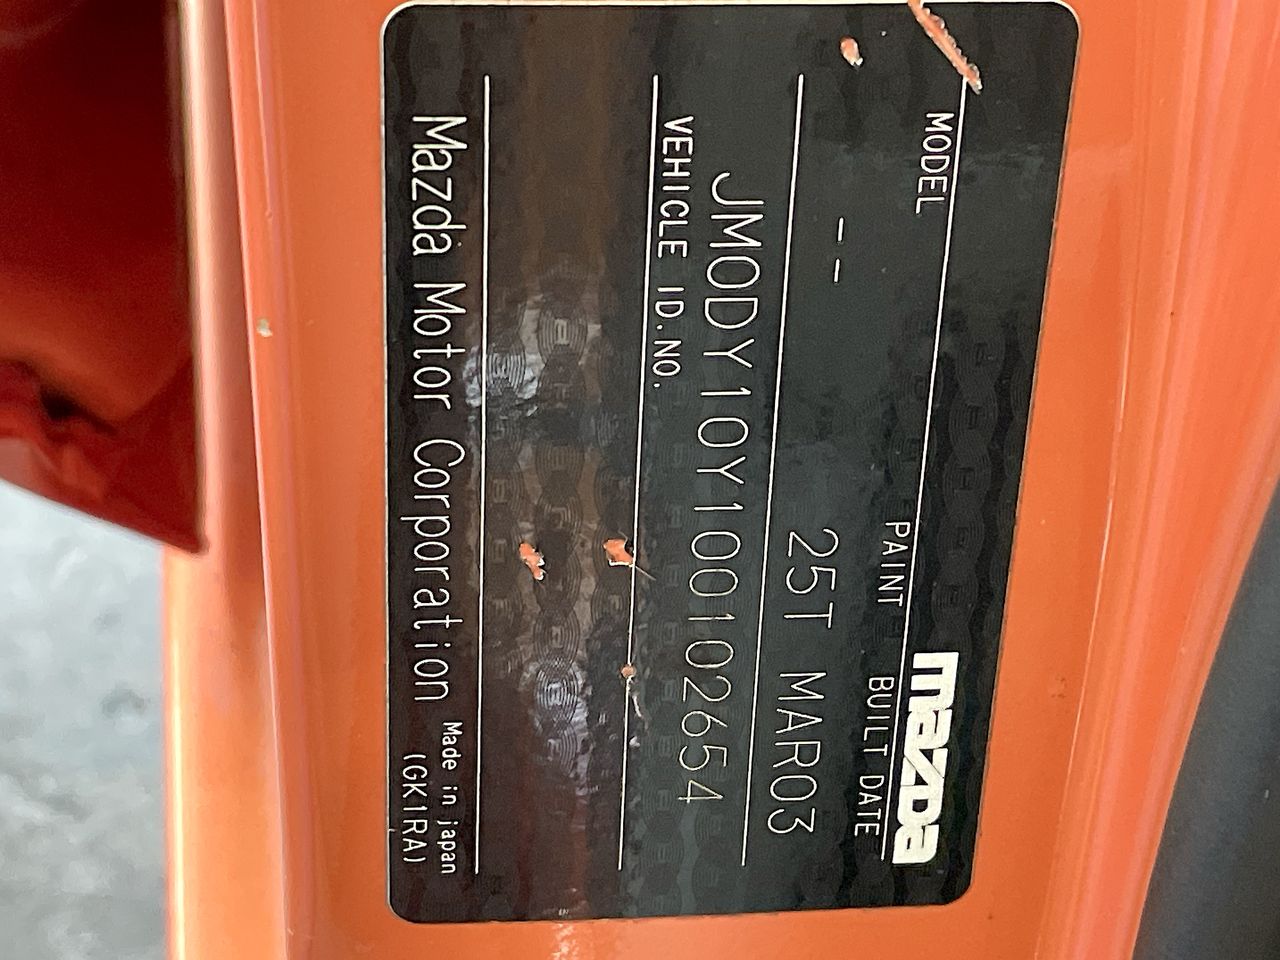 mazda
MODEL PAINT BUILT DATE
-- 25T MAR03
JM0DY10Y100102654
VEHICLE ID.NO.
Mazda Motor Corporation Made in japan
(GK1RA)